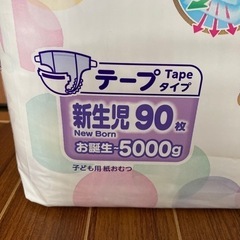 テープ Tape
タイプ
新生児 90枚
New Born
お誕生~5000g
子ども用 紙おむつ